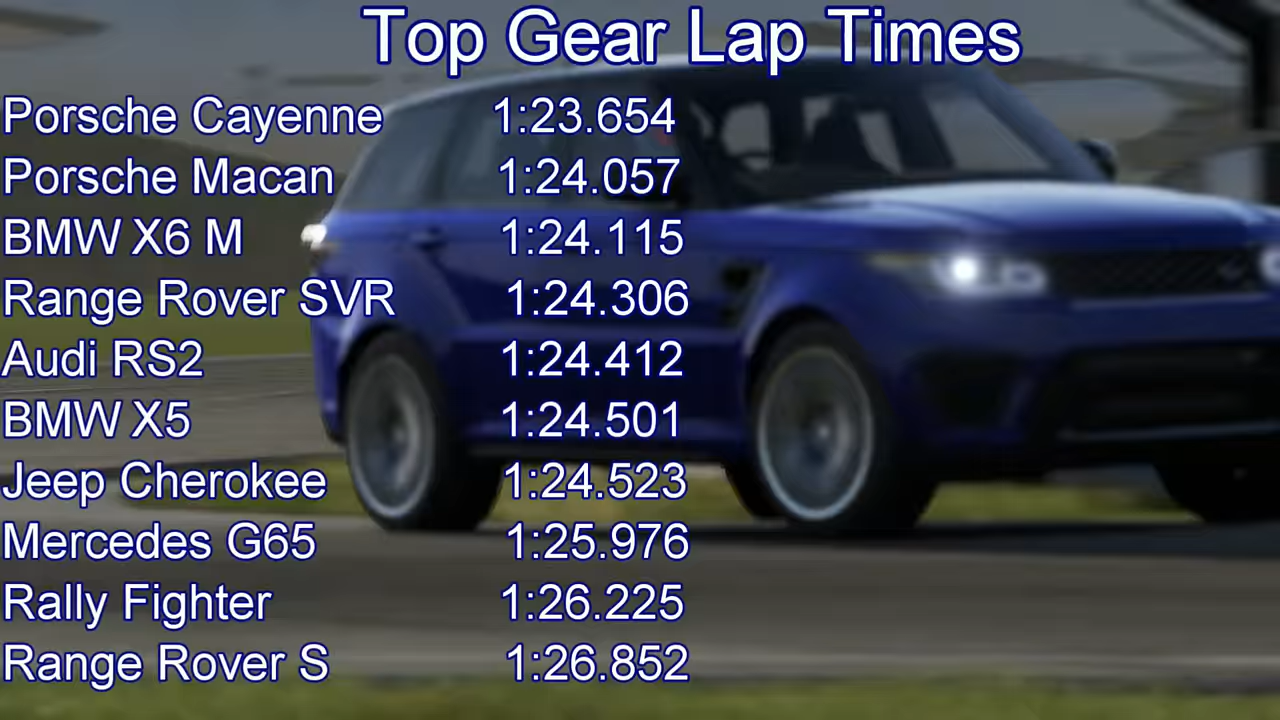 Top Gear Lap Times
Porsche Cayenne 1:23.654
Porsche Macan 1:24.057
BMW X6 M 1:24.115
Range Rover SVR 1:24.306
Audi RS2 1:24.412
BMW X5 1:24.501
Jeep Cherokee 1:24.523
Mercedes G65 1:25.976
Rally Fighter 1:26.225
Range Rover S 1:26.852